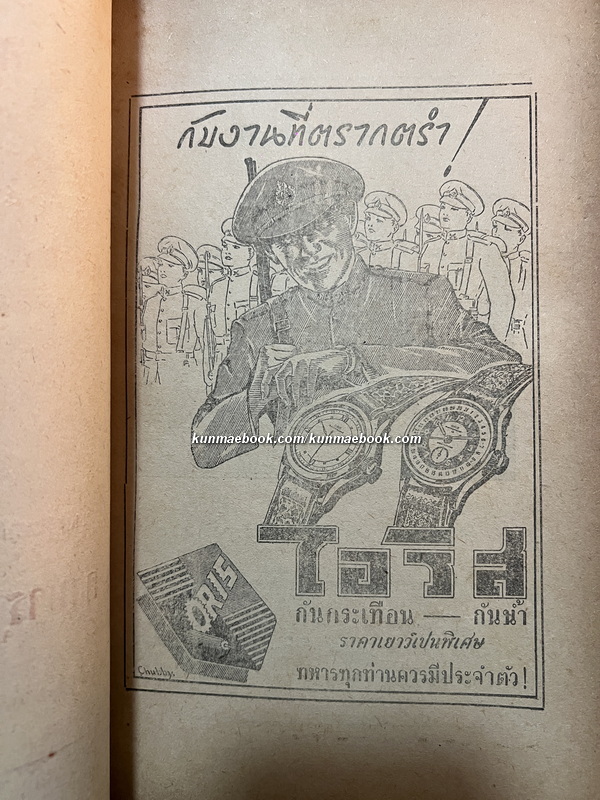 กับงานที่ตรากตรำ!
kunmaebook.com/kunmaebook.com
ไอริส
ORIS
กันกระเทือน — กันน้ำ
ราคาเยาว์เปนพิเศษ
Chubby.
ทหารทุกท่านควรมีประจำตัว!